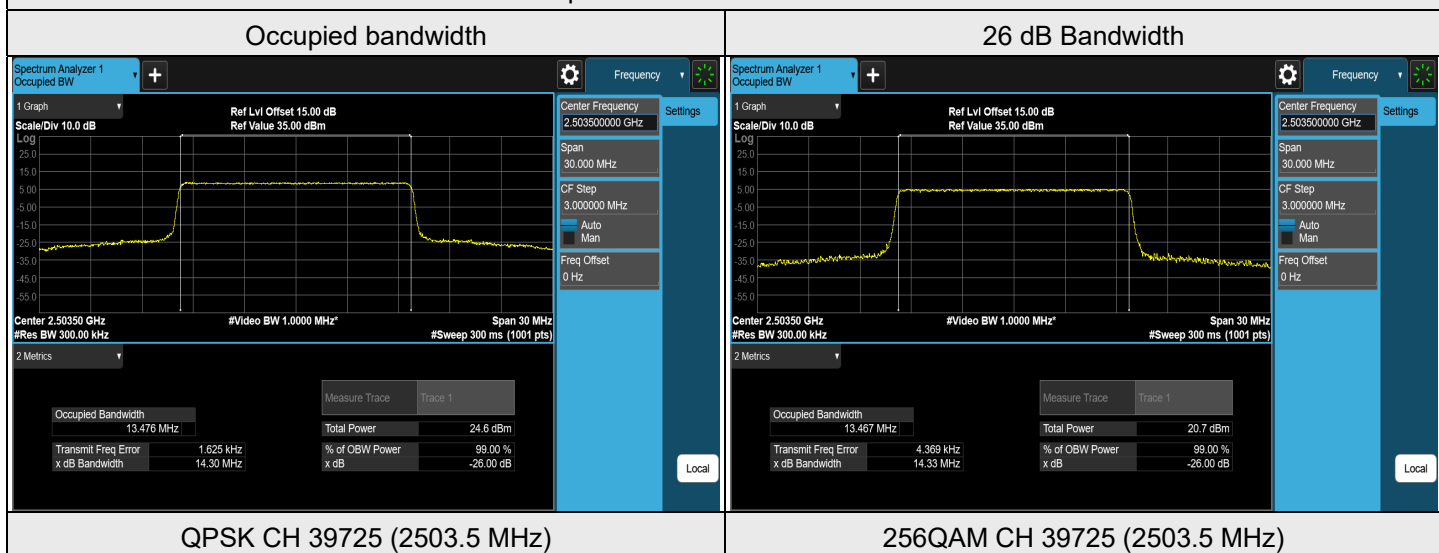 Occupied bandwidth
26 dB Bandwidth
Spectrum Analyzer 1
Occupied BW
+
Frequency
1 Graph
Scale/Div 10.0 dB
Ref Lvl Offset 15.00 dB
Ref Value 35.00 dBm
Log
25.0
15.0
5.00
-5.00
-15.0
-25.0
-35.0
-45.0
-55.0
Center 2.50350 GHz
#Res BW 300.00 kHz
#Video BW 1.0000 MHz*
Span 30 MHz
#Sweep 300 ms (1001 pts)
Center Frequency
2.503500000 GHz
Settings
Span
30.000 MHz
CF Step
3.000000 MHz
Auto
Man
Freq Offset
0 Hz
2 Metrics
Measure Trace Trace 1
Occupied Bandwidth
13.476 MHz
Total Power 24.6 dBm
Transmit Freq Error 1.625 kHz
% of OBW Power 99.00 %
x dB Bandwidth 14.30 MHz
x dB -26.00 dB
Local
Spectrum Analyzer 1
Occupied BW
+
Frequency
1 Graph
Scale/Div 10.0 dB
Ref Lvl Offset 15.00 dB
Ref Value 35.00 dBm
Log
25.0
15.0
5.00
-5.00
-15.0
-25.0
-35.0
-45.0
-55.0
Center 2.50350 GHz
#Res BW 300.00 kHz
#Video BW 1.0000 MHz*
Span 30 MHz
#Sweep 300 ms (1001 pts)
Center Frequency
2.503500000 GHz
Settings
Span
30.000 MHz
CF Step
3.000000 MHz
Auto
Man
Freq Offset
0 Hz
2 Metrics
Measure Trace Trace 1
Occupied Bandwidth
13.467 MHz
Total Power 20.7 dBm
Transmit Freq Error 4.369 kHz
% of OBW Power 99.00 %
x dB Bandwidth 14.33 MHz
x dB -26.00 dB
Local
QPSK CH 39725 (2503.5 MHz)
256QAM CH 39725 (2503.5 MHz)